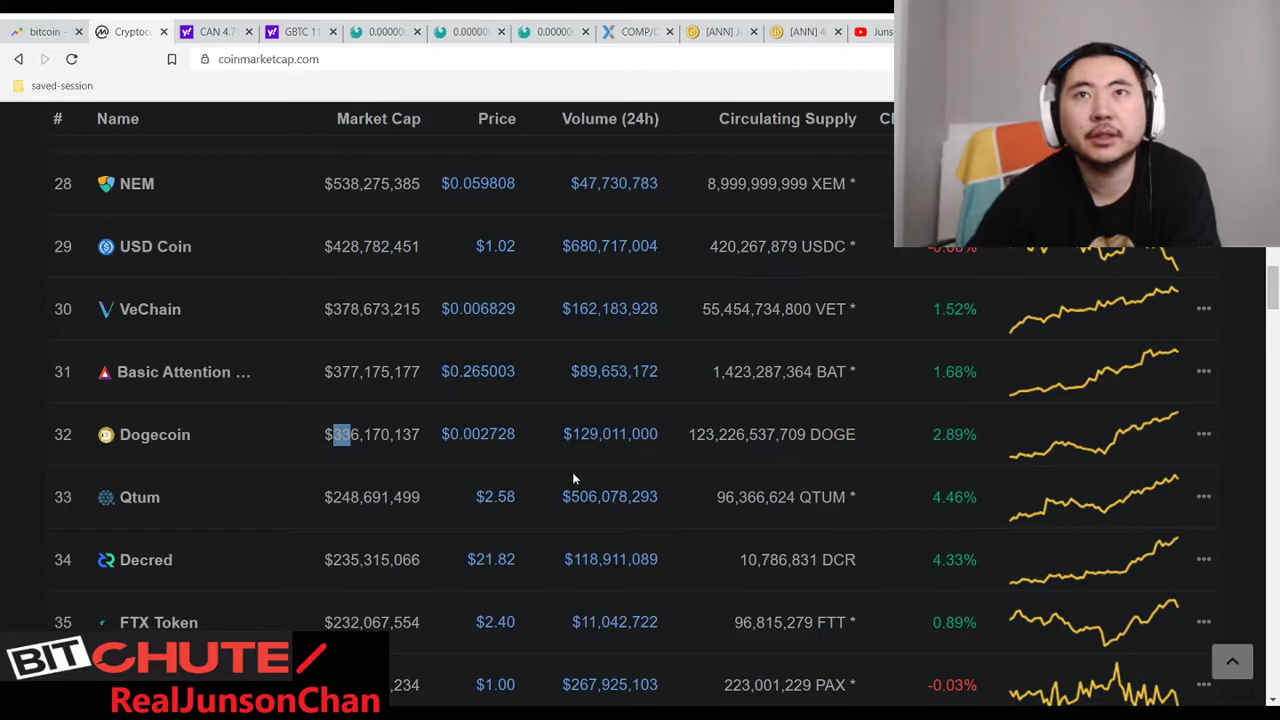 bitcoin - Cryptocu CAN 4.7 GBTC 11 0.00000 0.00000 0.00000 COMP/ [ANN] J [ANN] 4 Juns
coinmarketcap.com
saved-session
# Name Market Cap Price Volume (24h) Circulating Supply
28 NEM $538,275,385 $0.059808 $47,730,783 8,999,999,999 XEM *
29 USD Coin $428,782,451 $1.02 $680,717,004 420,267,879 USDC *
30 VeChain $378,673,215 $0.006829 $162,183,928 55,454,734,800 VET * 1.52%
31 Basic Attention ... $377,175,177 $0.265003 $89,653,172 1,423,287,364 BAT * 1.68%
32 Dogecoin $336,170,137 $0.002728 $129,011,000 123,226,537,709 DOGE 2.89%
33 Qtum $248,691,499 $2.58 $506,078,293 96,366,624 QTUM * 4.46%
34 Decred $235,315,066 $21.82 $118,911,089 10,786,831 DCR 4.33%
35 FTX Token $232,067,554 $2.40 $11,042,722 96,815,279 FTT * 0.89%
,234 $1.00 $267,925,103 223,001,229 PAX * -0.03%
BITCHUTE
RealJunsonChan